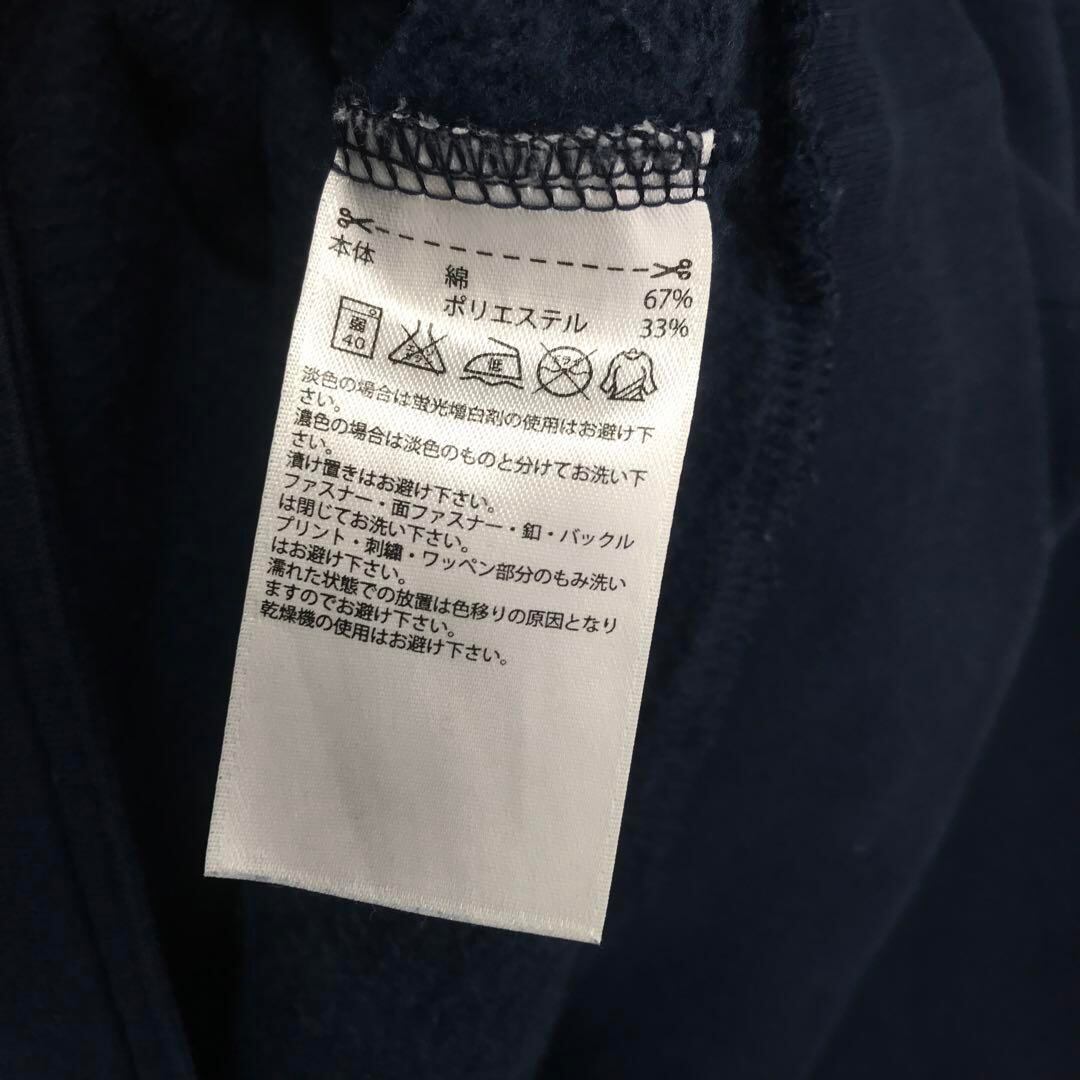 本体
綿 67%
ポリエステル 33%
弱 40 低
淡色の場合は蛍光増白剤の使用はお避け下
さい。
濃色の場合は淡色のものと分けてお洗い下
さい。
漬け置きはお避け下さい。
ファスナー・面ファスナー・釦・バックル
は閉じてお洗い下さい。
プリント・刺繍・ワッペン部分のもみ洗い
はお避け下さい。
濡れた状態での放置は色移りの原因となり
ますのでお避け下さい。
乾燥機の使用はお避け下さい。